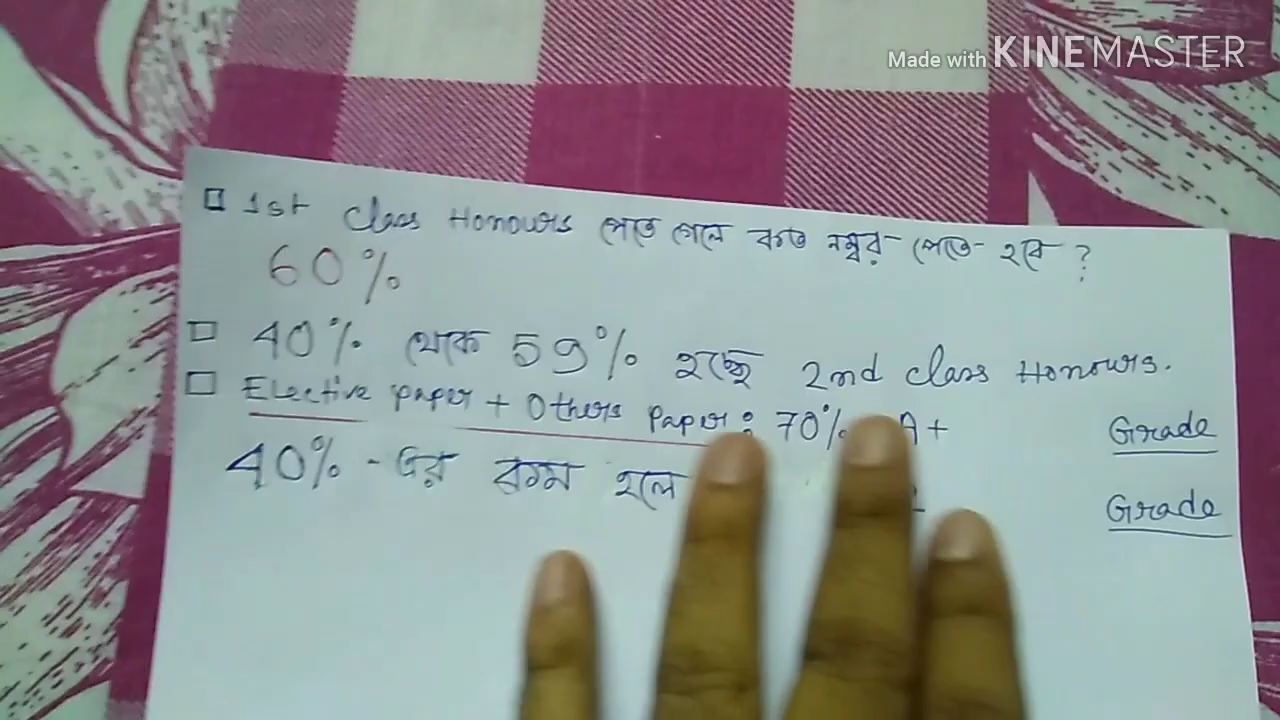 Made with KINEMASTER
1st Class Honours পেতে গেলে কত নম্বর পেতে হবে ?
60%
40% থেকে 59% হচ্ছে 2nd Class Honours.
Elective paper + Others Paper : 70% A+ Grade
40% - এর কম হলে Grade